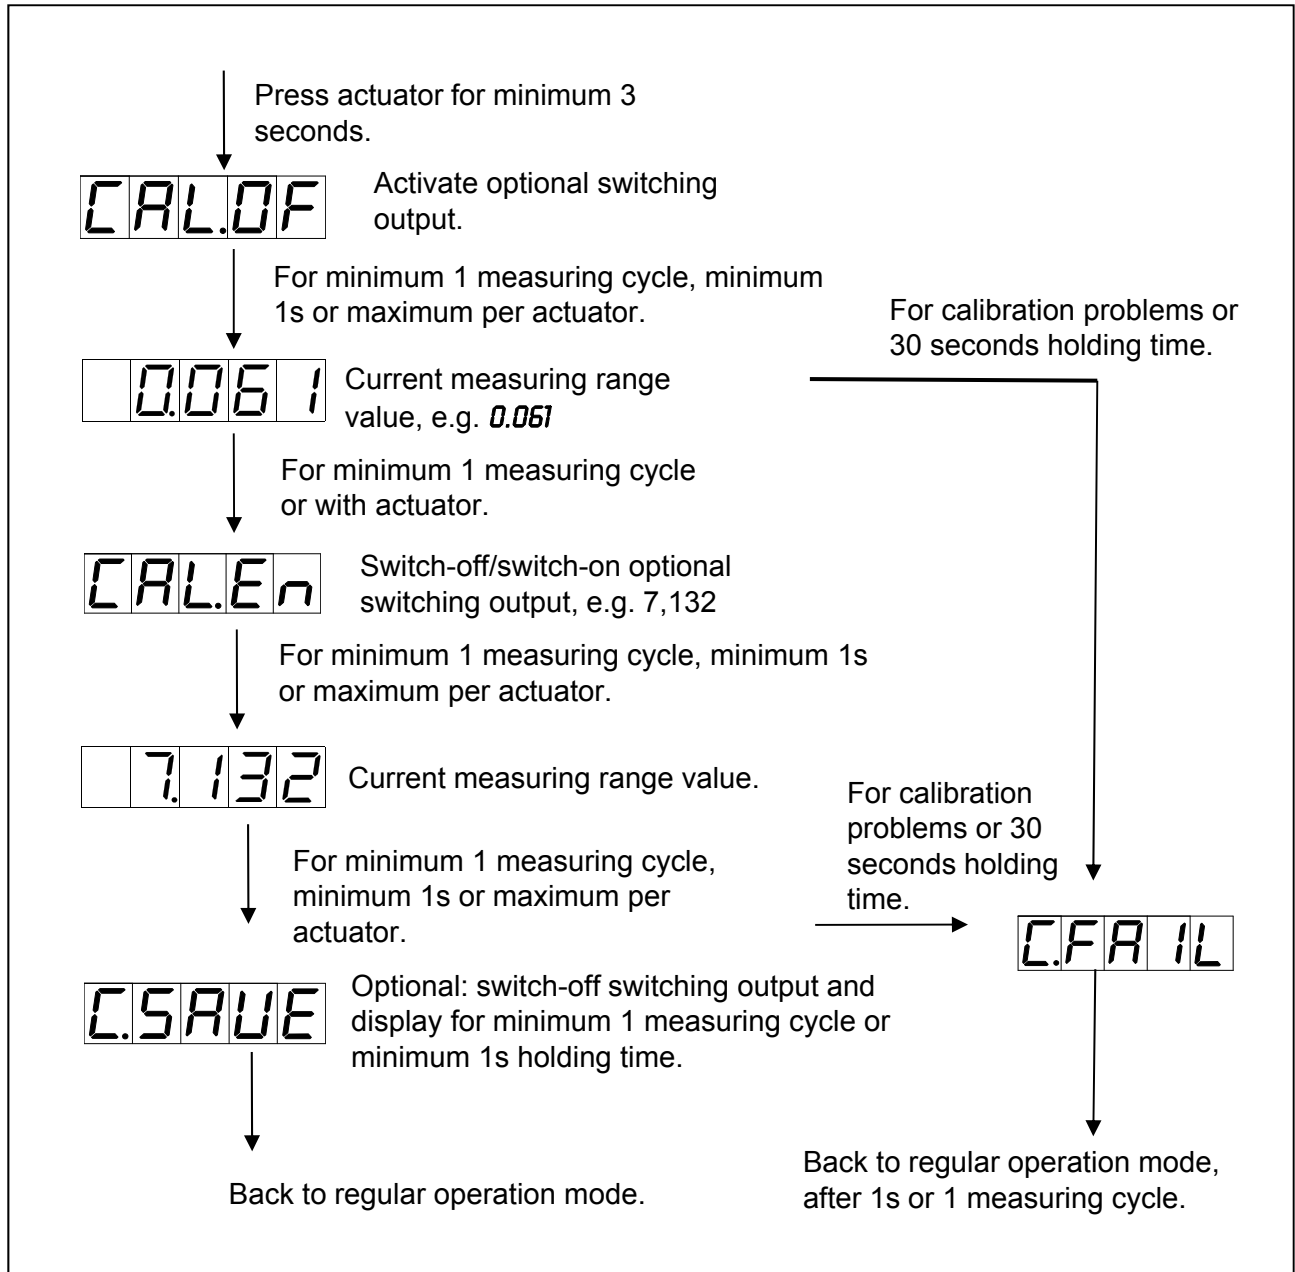 Press actuator for minimum 3
seconds.
CAL.OF
Activate optional switching
output.
For minimum 1 measuring cycle, minimum
1s or maximum per actuator.
For calibration problems or
30 seconds holding time.
0.061
Current measuring range
value, e.g. 0.061
For minimum 1 measuring cycle
or with actuator.
CAL.En
Switch-off/switch-on optional
switching output, e.g. 7,132
For minimum 1 measuring cycle, minimum 1s
or maximum per actuator.
7.132
Current measuring range value.
For calibration
problems or 30
seconds holding
time.
For minimum 1 measuring cycle,
minimum 1s or maximum per
actuator.
C.FAIL
C.SAVE
Optional: switch-off switching output and
display for minimum 1 measuring cycle or
minimum 1s holding time.
Back to regular operation mode.
Back to regular operation mode,
after 1s or 1 measuring cycle.